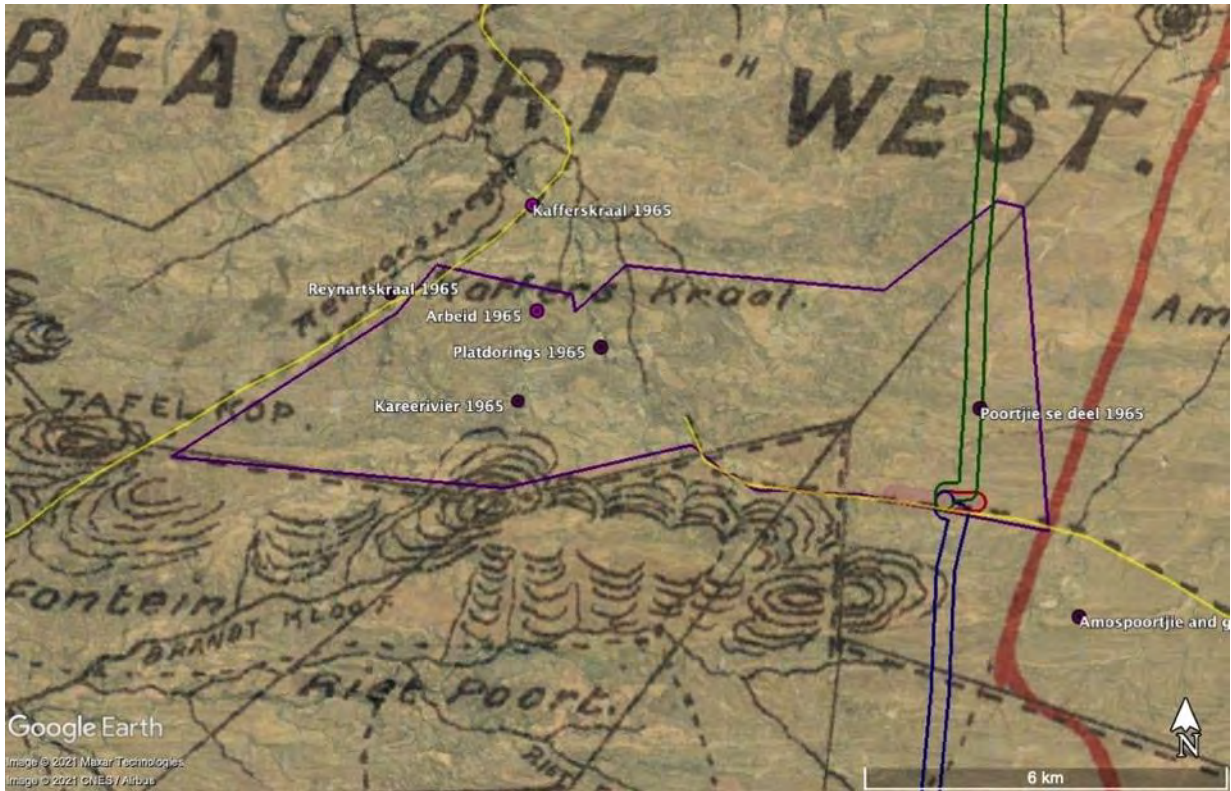 BEAUFORT "H WEST.
Kafferskraal 1965
Reynartskraal 1965
Kaffers Kraal.
Arbeid 1965
Am
Platdorings 1965
Kareerivier 1965
TAFEL KOP
Poortjie se deel 1965
Fontein
BRANDT KLOOF.
Amospoortjie and g
Riet Poort.
Google Earth
Image © 2021 Maxar Technologies
Image © 2021 CNES / Airbus
N
6 km